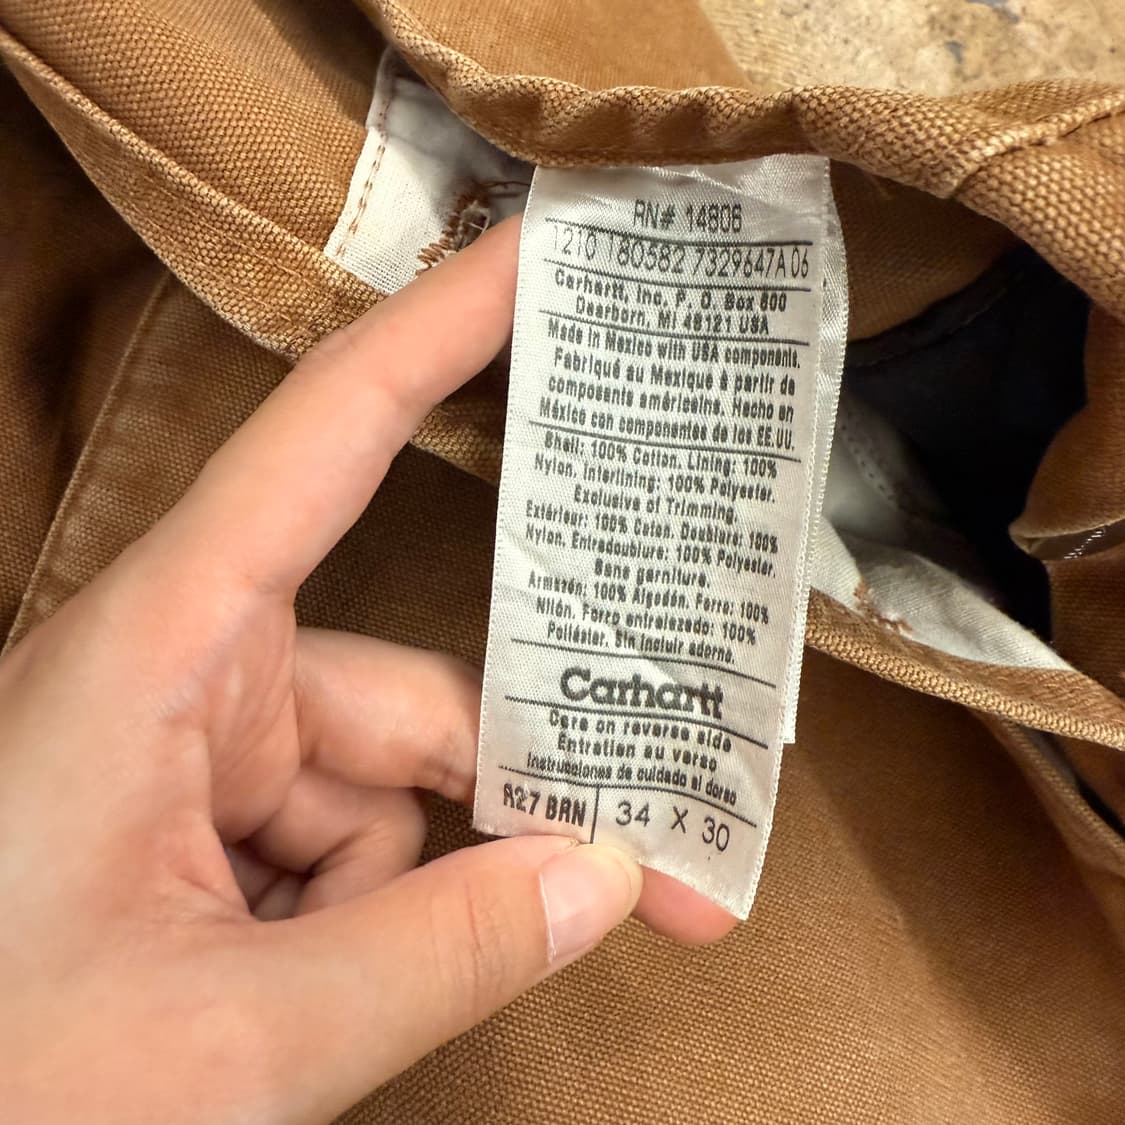 RN# 14806
1210 180582 7329647A 06
Carhartt, Inc. P. O. Box 600
Dearborn, MI 48121 USA
Made in Mexico with USA components.
Fabriqué au Mexique à partir de
composants américains. Hecho en
México con componentes de los EE.UU.
Shell: 100% Cotton. Lining: 100%
Nylon. Interlining: 100% Polyester.
Exclusive of Trimming.
Extérieur: 100% Coton. Doublure: 100%
Nylon. Entredoublure: 100% Polyester.
Sans garniture.
Armazón: 100% Algodón. Forro: 100%
Nilón. Forro entrelazado: 100%
Poliéster. Sin incluir adorno.
Carhartt
Care on reverse side
Entretien au verso
Instrucciones de cuidado al dorso
A27 BRN 34 X 30